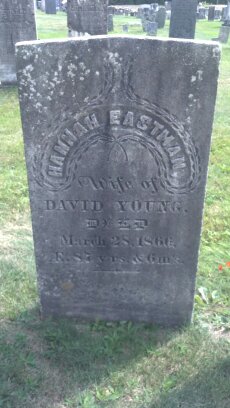 HANNAH EASTMAN,
Wife of
DAVID YOUNG.
DIED
March 28, 1866,
Æ. 87 yrs. & 6 m's.